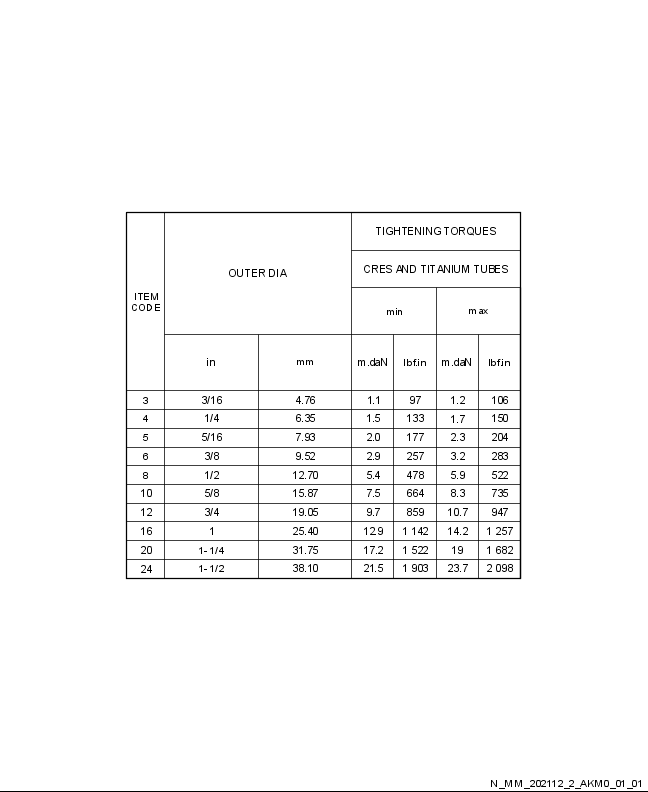 TIGHTENING TORQUES
OUTER DIA
CRES AND TITANIUM TUBES
ITEM
CODE
min max
in mm m.daN lbf.in m.daN lbf.in
3 3/16 4.76 1.1 97 1.2 106
4 1/4 6.35 1.5 133 1.7 150
5 5/16 7.93 2.0 177 2.3 204
6 3/8 9.52 2.9 257 3.2 283
8 1/2 12.70 5.4 478 5.9 522
10 5/8 15.87 7.5 664 8.3 735
12 3/4 19.05 9.7 859 10.7 947
16 1 25.40 12.9 1 142 14.2 1 257
20 1-1/4 31.75 17.2 1 522 19 1 682
24 1-1/2 38.10 21.5 1 903 23.7 2 098
N_MM_202112_2_AKM0_01_01